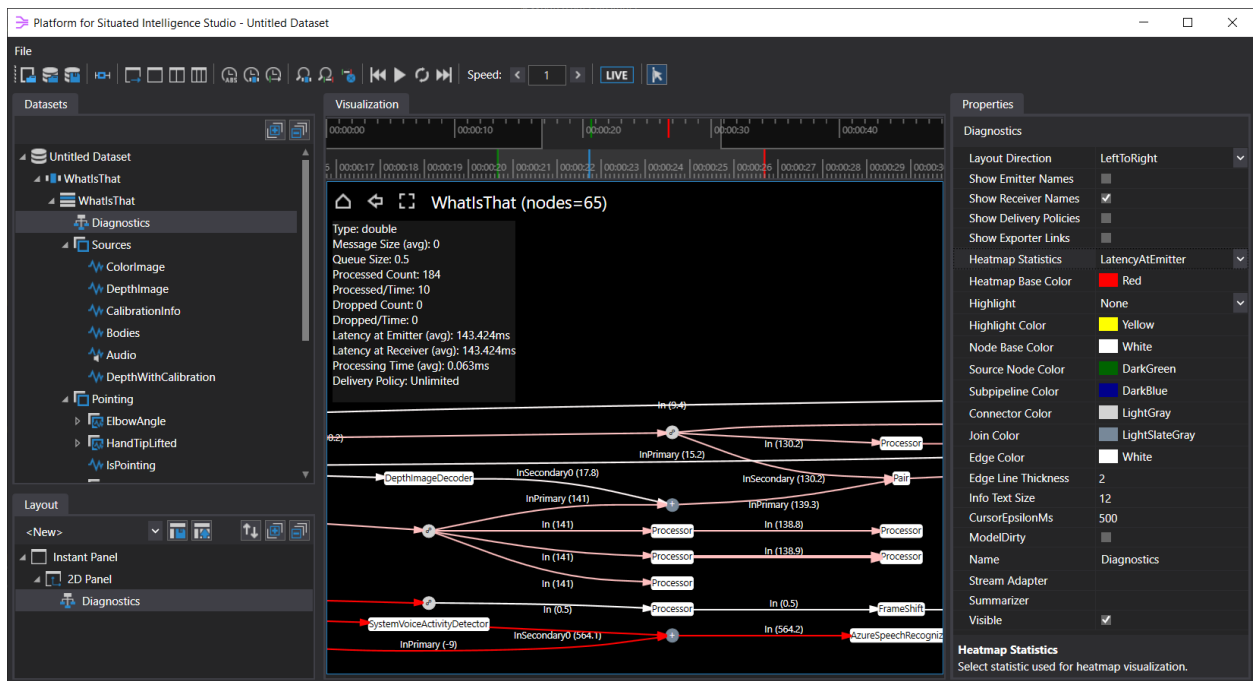 Platform for Situated Intelligence Studio - Untitled Dataset
File
ABS
Speed:
1
LIVE
Datasets
Untitled Dataset
WhatIsThat
WhatIsThat
Diagnostics
Sources
ColorImage
DepthImage
CalibrationInfo
Bodies
Audio
DepthWithCalibration
Pointing
ElbowAngle
HandTipLifted
IsPointing
Layout
<New>
Instant Panel
2D Panel
Diagnostics
Visualization
00:00:00 00:00:10 00:00:20 00:00:30 00:00:40
00:00:17 00:00:18 00:00:19 00:00:20 00:00:21 00:00:22 00:00:23 00:00:24 00:00:25 00:00:26 00:00:27 00:00:28 00:00:29
WhatIsThat (nodes=65)
Type: double
Message Size (avg): 0
Queue Size: 0.5
Processed Count: 184
Processed/Time: 10
Dropped Count: 0
Dropped/Time: 0
Latency at Emitter (avg): 143.424ms
Latency at Receiver (avg): 143.424ms
Processing Time (avg): 0.063ms
Delivery Policy: Unlimited
In (9.4)
In (130.2)
Processor
InPrimary (15.2)
DepthImageDecoder
InSecondary0 (17.8)
InSecondary (130.2)
Pair
InPrimary (141)
InPrimary (139.3)
In (141)
Processor
In (138.8)
Processor
In (141)
Processor
In (138.9)
Processor
In (141)
Processor
In (0.5)
Processor
In (0.5)
FrameShift
SystemVoiceActivityDetector
InSecondary0 (564.1)
In (564.2)
AzureSpeechRecogniz
InPrimary (-9)
Properties
Diagnostics
Layout Direction LeftToRight
Show Emitter Names
Show Receiver Names
Show Delivery Policies
Show Exporter Links
Heatmap Statistics LatencyAtEmitter
Heatmap Base Color Red
Highlight None
Highlight Color Yellow
Node Base Color White
Source Node Color DarkGreen
Subpipeline Color DarkBlue
Connector Color LightGray
Join Color LightSlateGray
Edge Color White
Edge Line Thickness 2
Info Text Size 12
CursorEpsilonMs 500
ModelDirty
Name Diagnostics
Stream Adapter
Summarizer
Visible
Heatmap Statistics
Select statistic used for heatmap visualization.